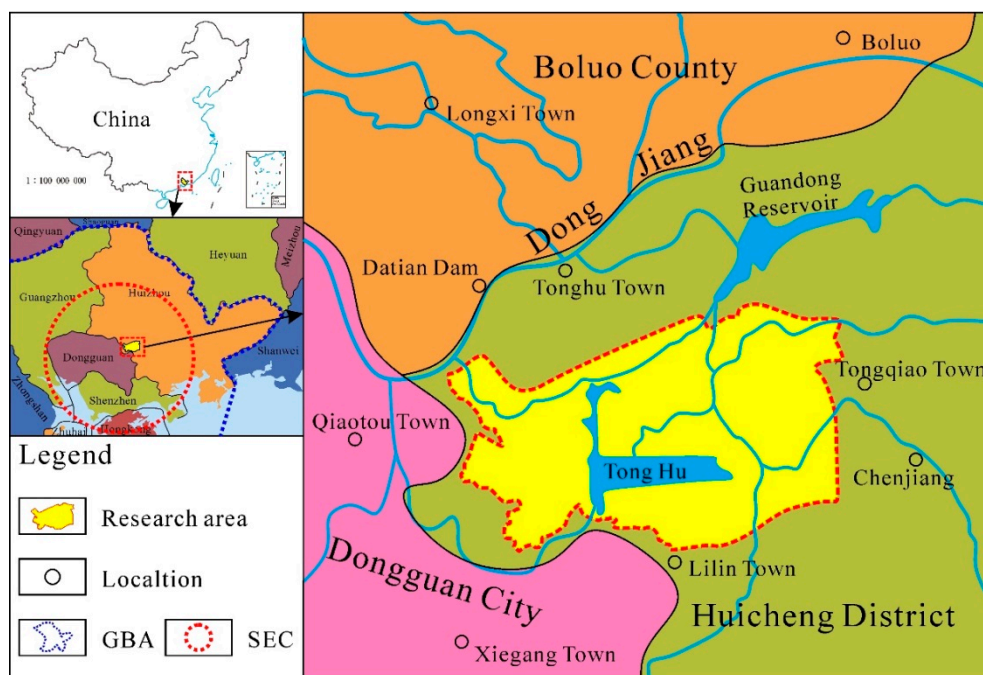 China
1：100 000 000
Qingyuan
Heyuan
Meizhou
Guangzhou
Huizhou
Dongguan
Shanwei
Zhongshan
Shenzhen
Zhuhai
Hongkong
Legend
Research area
Localtion
GBA
SEC
Boluo
Boluo County
Longxi Town
Dong Jiang
Guandong
Reservoir
Datian Dam
Tonghu Town
Tongqiao Town
Qiaotou Town
Tong Hu
Chenjiang
Dongguan City
Lilin Town
Huicheng District
Xiegang Town